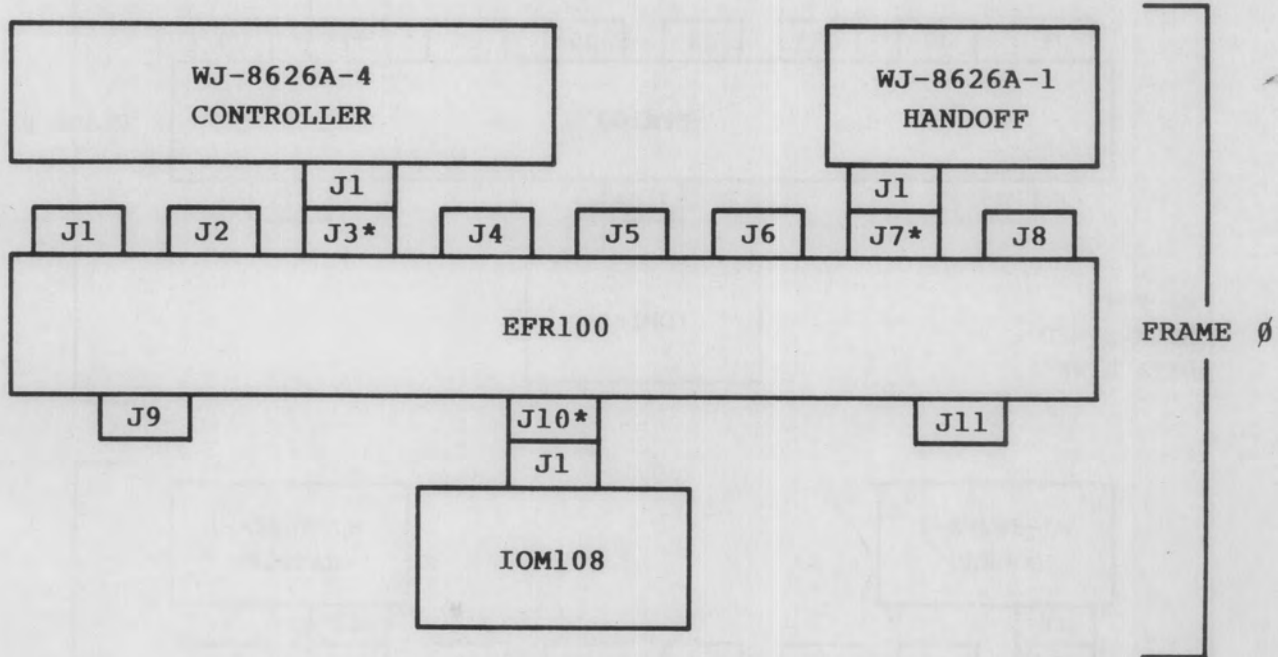 WJ-8626A-4
CONTROLLER
WJ-8626A-1
HANDOFF
J1
J1
J1
J2
J3*
J4
J5
J6
J7*
J8
EFR100
FRAME Ø
J9
J10*
J11
J1
IOM108